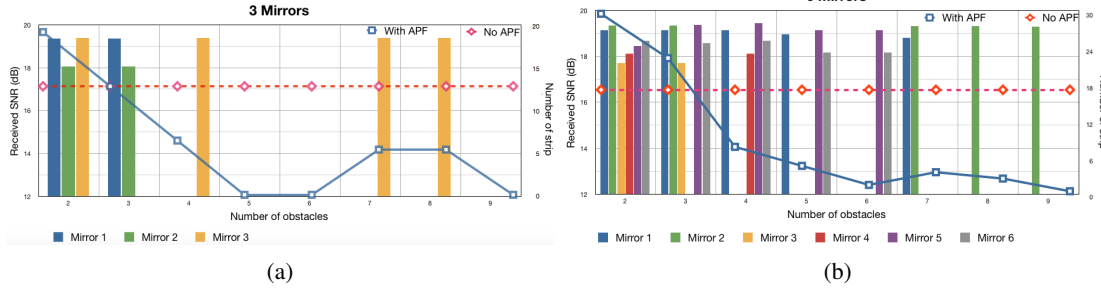 3 Mirrors
With APF
No APF
Received SNR (dB)
20
18
16
14
12
20
15
10
5
0
Number of strip
2 3 4 5 6 7 8 9
Number of obstacles
Mirror 1 Mirror 2 Mirror 3
(a)
With APF
No APF
Received SNR (dB)
20
18
16
14
12
30
24
18
12
6
0
2 3 4 5 6 7 8 9
Number of obstacles
Mirror 1 Mirror 2 Mirror 3 Mirror 4 Mirror 5 Mirror 6
(b)